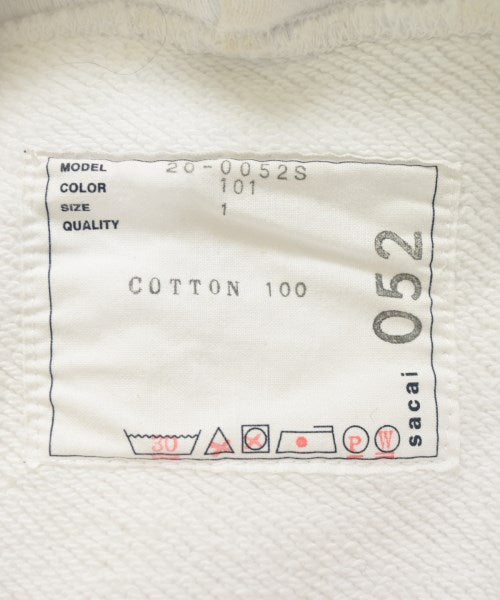 MODEL 20-0052S
COLOR 101
SIZE 1
QUALITY
COTTON 100
052
sacai
30
P
W